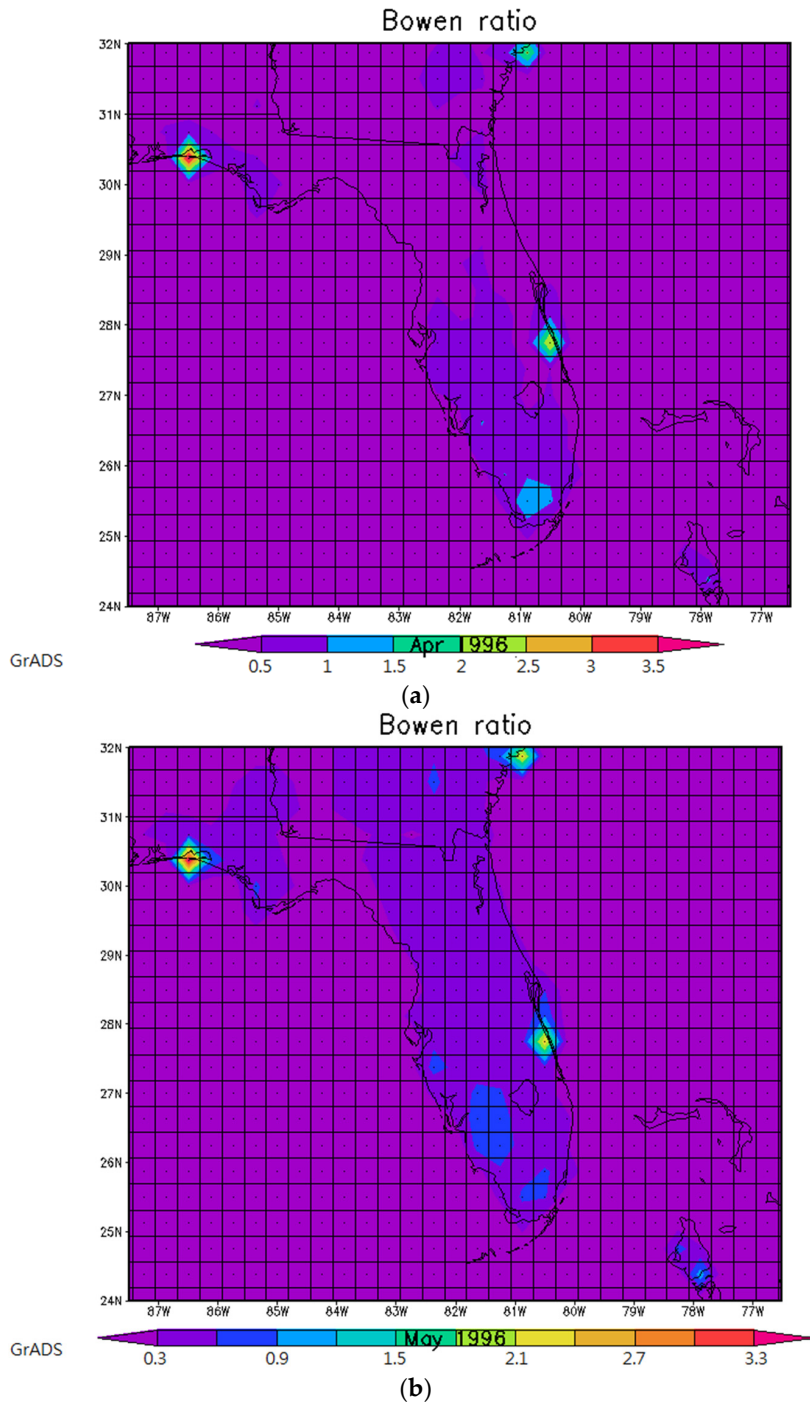 Bowen ratio
32N
31N
30N
29N
28N
27N
26N
25N
24N
87W 86W 85W 84W 83W 82W 81W 80W 79W 78W 77W
0.5 1 1.5 2 2.5 3 3.5
Apr 1996
GrADS
(a)
Bowen ratio
32N
31N
30N
29N
28N
27N
26N
25N
24N
87W 86W 85W 84W 83W 82W 81W 80W 79W 78W 77W
May 1996
GrADS
0.3 0.9 1.5 2.1 2.7 3.3
(b)